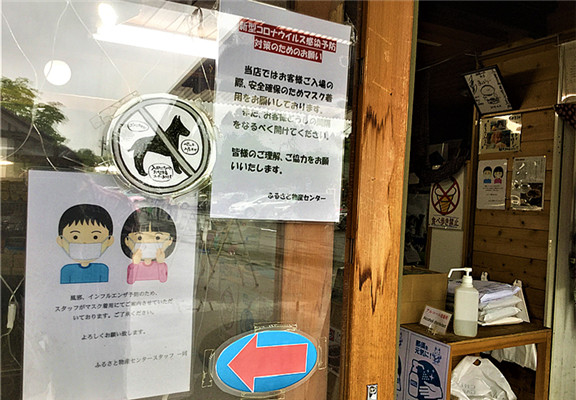 新型コロナウイルス感染予防
対策のためのお願い
当店ではお客様ご入場の
際、安全確保のためマスク着
用をお願いしております。
また、お客様どうしの間隔
をなるべく開けてください。
皆様のご理解、ご協力をお願
いいたします。
ふるさと物産センター
風邪、インフルエンザ予防のため、
スタッフがマスク着用にてご案内させていただ
いております。ご了承ください。
よろしくお願い致します。
ふるさと物産センタースタッフ 一同
食べ歩き禁止